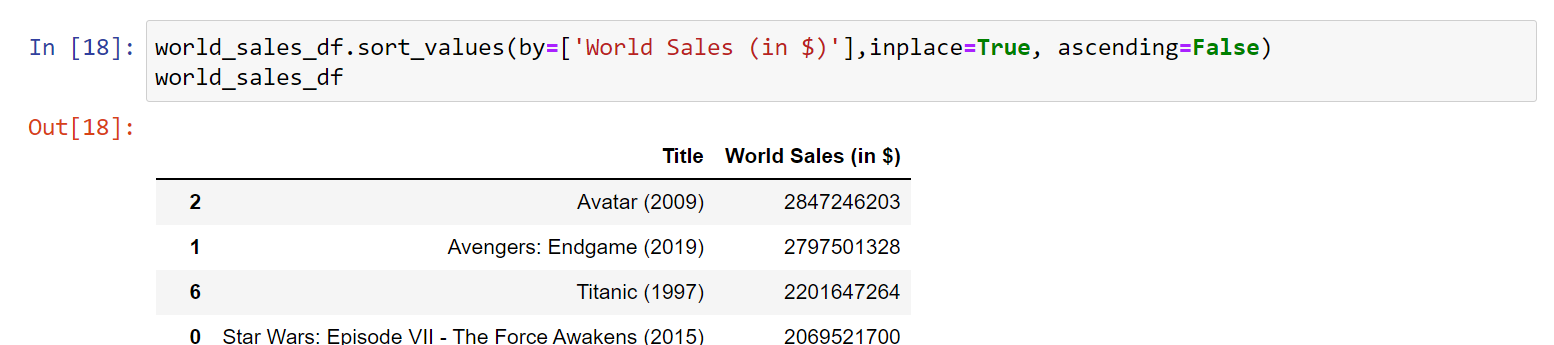 In [18]: world_sales_df.sort_values(by=['World Sales (in $)'],inplace=True, ascending=False)
world_sales_df
Out[18]:
Title World Sales (in $)
2 Avatar (2009) 2847246203
1 Avengers: Endgame (2019) 2797501328
6 Titanic (1997) 2201647264
0 Star Wars: Episode VII - The Force Awakens (2015) 2069521700